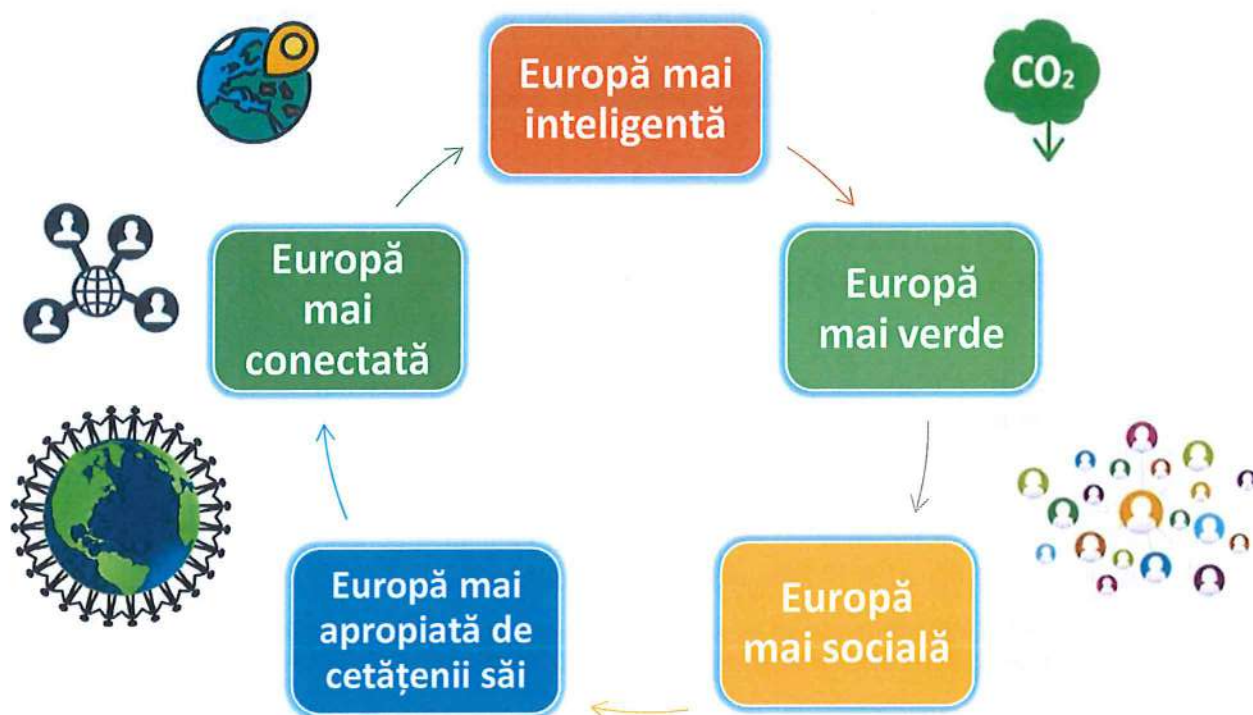 Europă mai
inteligentă
CO₂
Europă
mai
conectată
Europă
mai verde
Europă mai
apropiată de
cetățenii săi
Europă
mai socială